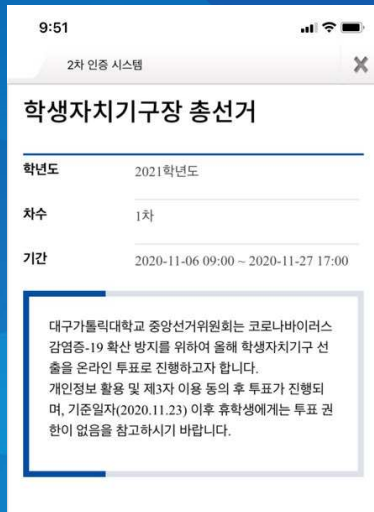 9:51
2차 인증 시스템
학생자치기구장 총선거
학년도 2021학년도
차수 1차
기간 2020-11-06 09:00 ~ 2020-11-27 17:00
대구가톨릭대학교 중앙선거위원회는 코로나바이러스
감염증-19 확산 방지를 위하여 올해 학생자치기구 선
출을 온라인 투표로 진행하고자 합니다.
개인정보 활용 및 제3자 이용 동의 후 투표가 진행되
며, 기준일자(2020.11.23) 이후 휴학생에게는 투표 권
한이 없음을 참고하시기 바랍니다.